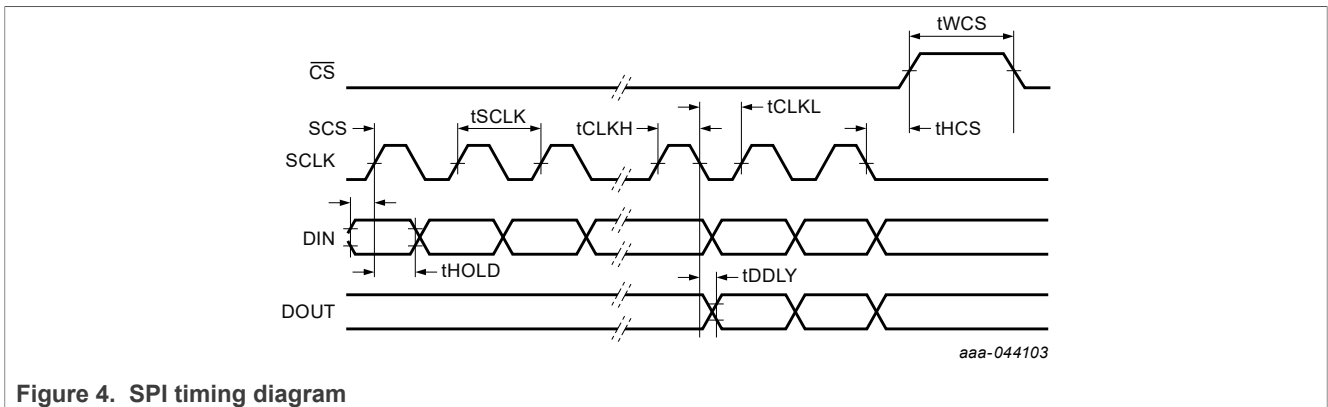 tWCS
CS
tCLKL
SCS
tSCLK
tCLKH
tHCS
SCLK
DIN
tHOLD
tDDLY
DOUT
aaa-044103
Figure 4. SPI timing diagram